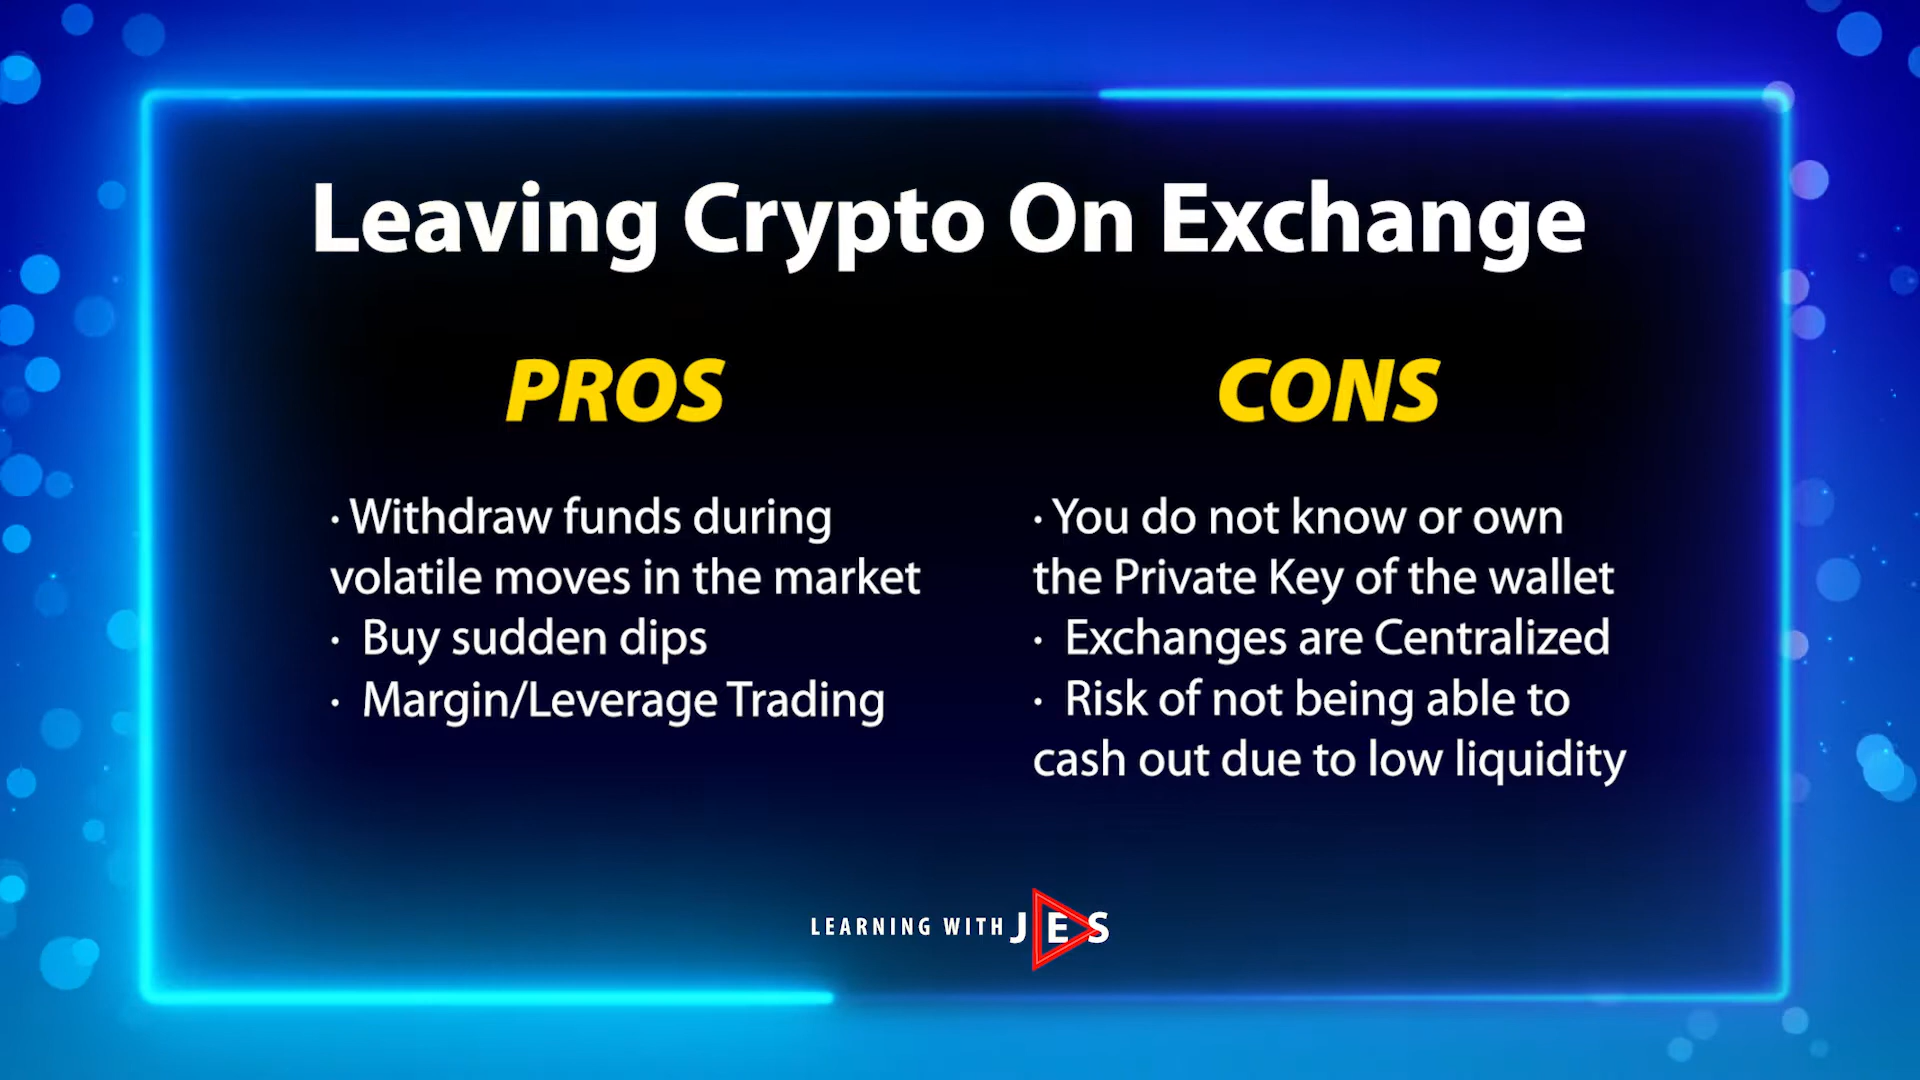 Leaving Crypto On Exchange
PROS
· Withdraw funds during
volatile moves in the market
· Buy sudden dips
· Margin/Leverage Trading
CONS
· You do not know or own
the Private Key of the wallet
· Exchanges are Centralized
· Risk of not being able to
cash out due to low liquidity
LEARNING WITH JES